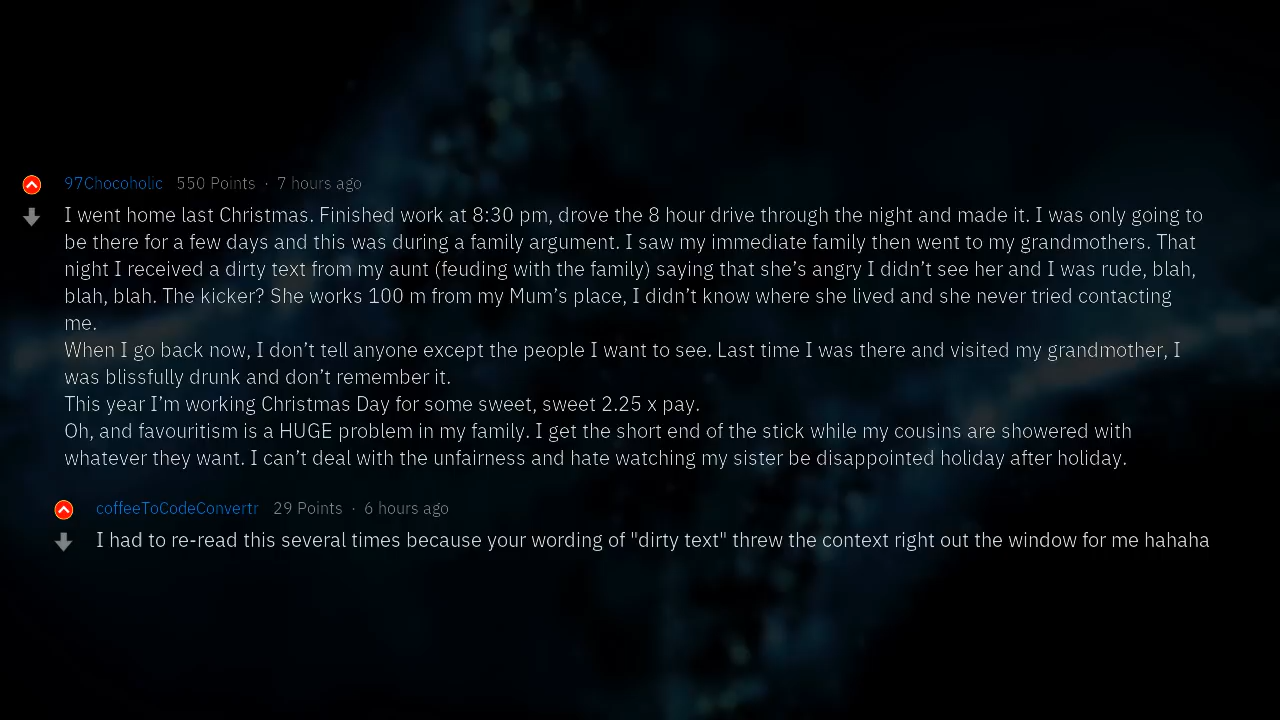 97Chocoholic 550 Points · 7 hours ago
I went home last Christmas. Finished work at 8:30 pm, drove the 8 hour drive through the night and made it. I was only going to
be there for a few days and this was during a family argument. I saw my immediate family then went to my grandmothers. That
night I received a dirty text from my aunt (feuding with the family) saying that she’s angry I didn’t see her and I was rude, blah,
blah, blah. The kicker? She works 100 m from my Mum’s place, I didn’t know where she lived and she never tried contacting
me.
When I go back now, I don’t tell anyone except the people I want to see. Last time I was there and visited my grandmother, I
was blissfully drunk and don’t remember it.
This year I’m working Christmas Day for some sweet, sweet 2.25 x pay.
Oh, and favouritism is a HUGE problem in my family. I get the short end of the stick while my cousins are showered with
whatever they want. I can’t deal with the unfairness and hate watching my sister be disappointed holiday after holiday.
coffeeToCodeConvertr 29 Points · 6 hours ago
I had to re-read this several times because your wording of "dirty text" threw the context right out the window for me hahaha